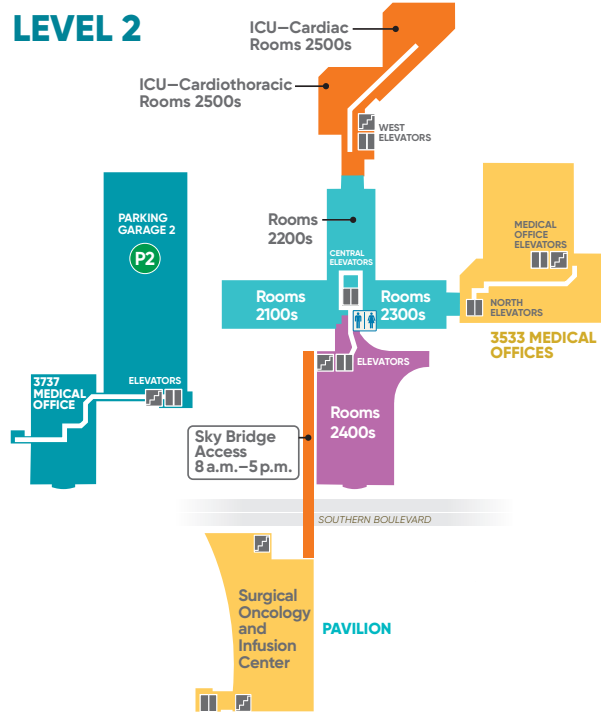 LEVEL 2
ICU–Cardiac
Rooms 2500s
ICU–Cardiothoracic
Rooms 2500s
WEST
ELEVATORS
PARKING
GARAGE 2
P2
Rooms
2200s
MEDICAL
OFFICE
ELEVATORS
CENTRAL
ELEVATORS
Rooms
2100s
Rooms
2300s
NORTH
ELEVATORS
3533 MEDICAL
OFFICES
3737
MEDICAL
OFFICE
ELEVATORS
ELEVATORS
Rooms
2400s
Sky Bridge
Access
8 a.m.–5 p.m.
SOUTHERN BOULEVARD
Surgical
Oncology
and
Infusion
Center
PAVILION